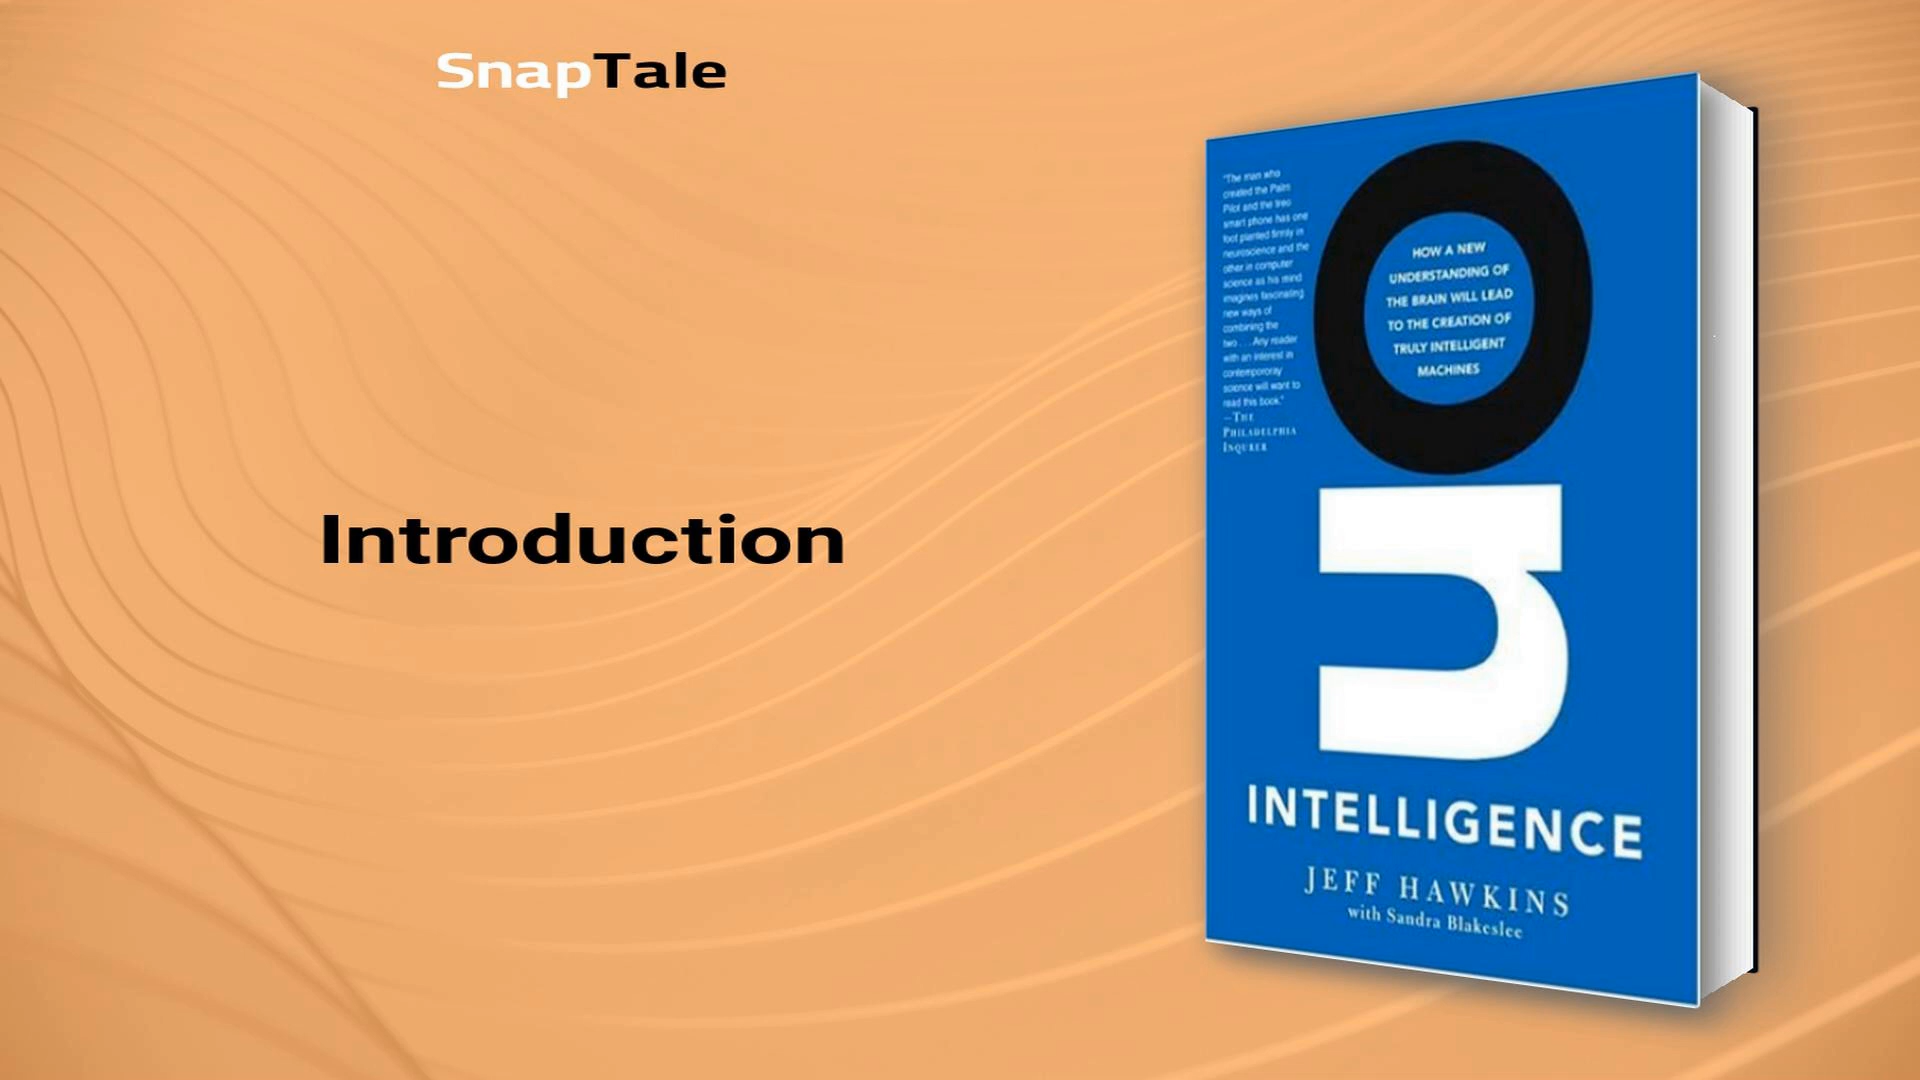 SnapTale
Introduction
"The man who
created the Palm
Pilot and the treo
smart phone has one
foot planted firmly in
neuroscience and the
other in computer
science as his mind
imagines fascinating
new ways of
combining the
two . . . Any reader
with an interest in
contemporary
science will want to
read this book."
—THE
PHILADELPHIA
INQUIRER
HOW A NEW
UNDERSTANDING OF
THE BRAIN WILL LEAD
TO THE CREATION OF
TRULY INTELLIGENT
MACHINES
On
INTELLIGENCE
JEFF HAWKINS
with Sandra Blakeslee